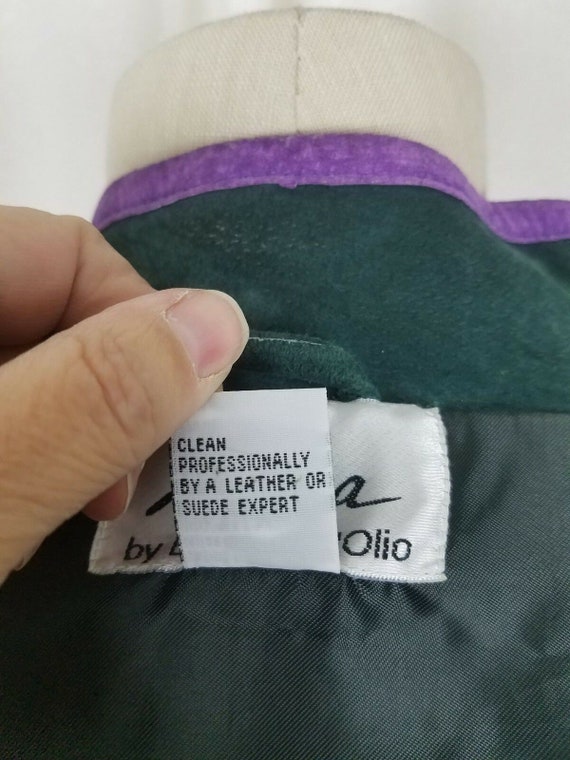 CLEAN
PROFESSIONALLY
BY A LEATHER OR
SUEDE EXPERT
by
Olio